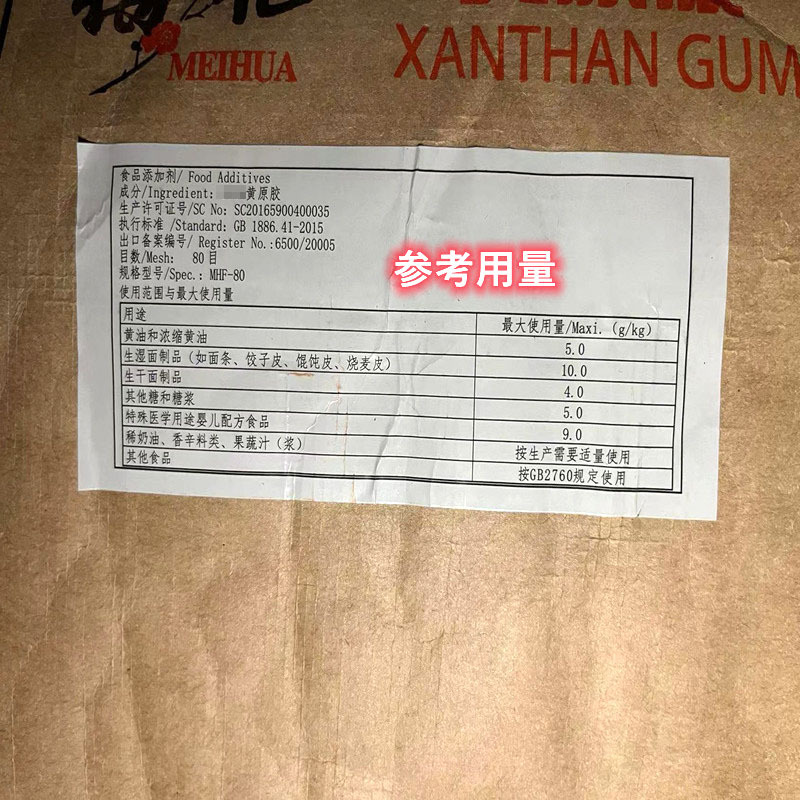 MEIHUA
XANTHAN GUM
食品添加剂/ Food Additives
成分/Ingredient: 黄原胶
生产许可证号/SC No: SC20165900400035
执行标准 /Standard: GB 1886.41-2015
出口备案编号/ Register No.:6500/20005
目数/Mesh: 80目
规格型号/Spec.: MHF-80
使用范围与最大使用量
参考用量
用途 最大使用量/Maxi. (g/kg)
黄油和浓缩黄油 5.0
生湿面制品（如面条、饺子皮、馄饨皮、烧麦皮） 10.0
生干面制品 4.0
其他糖和糖浆 5.0
特殊医学用途婴儿配方食品 9.0
稀奶油、香辛料类、果蔬汁（浆） 按生产需要适量使用
其他食品 按GB2760规定使用